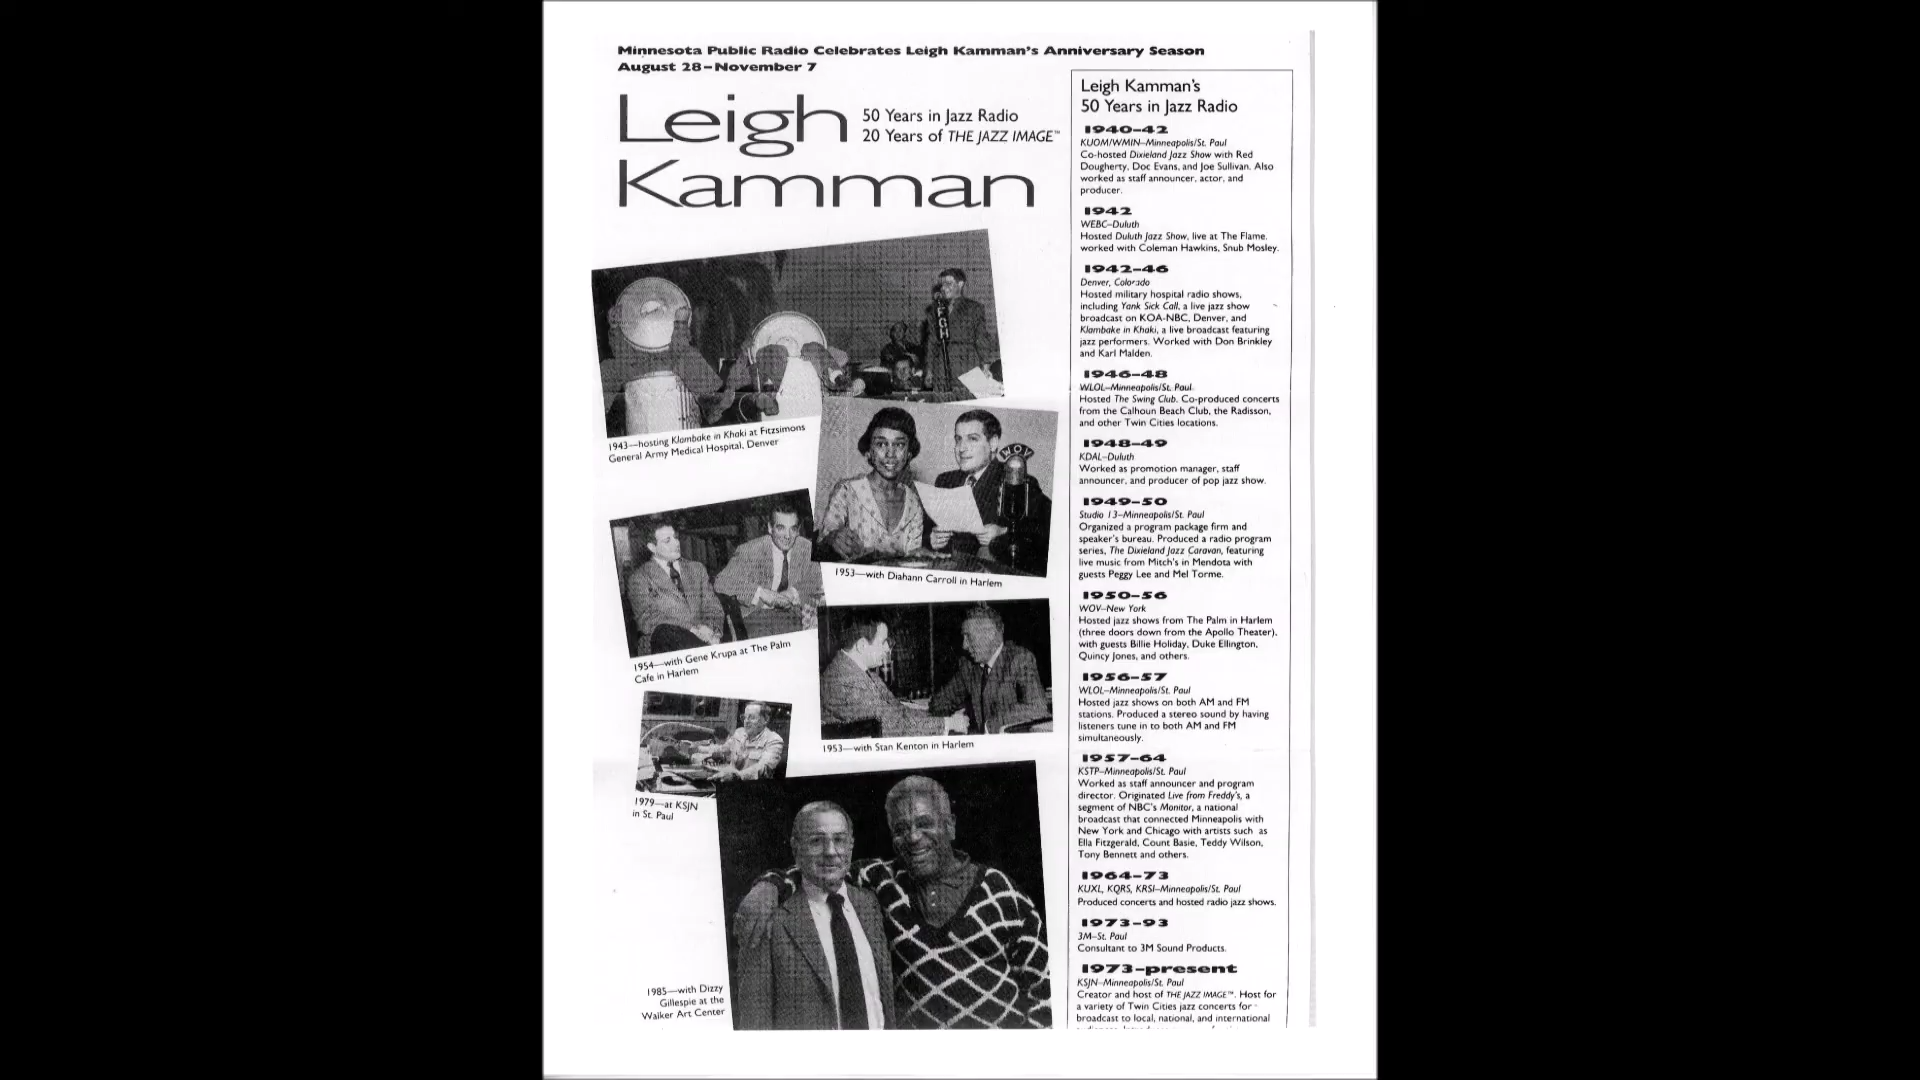 Minnesota Public Radio Celebrates Leigh Kamman's Anniversary Season
August 28–November 7
Leigh
Kamman
50 Years in Jazz Radio
20 Years of THE JAZZ IMAGE™
FGH
1943—hosting Klambake in Khaki at Fitzsimons
General Army Medical Hospital, Denver
WOV
1953—with Diahann Carroll in Harlem
1954—with Gene Krupa at The Palm
Cafe in Harlem
1953—with Stan Kenton in Harlem
1979—at KSJN
in St. Paul
1985—with Dizzy
Gillespie at the
Walker Art Center
Leigh Kamman's
50 Years in Jazz Radio
1940–42
KUOM/WMIN–Minneapolis/St. Paul
Co-hosted Dixieland Jazz Show with Red
Dougherty, Doc Evans, and Joe Sullivan. Also
worked as staff announcer, actor, and
producer.
1942
WEBC–Duluth
Hosted Duluth Jazz Show, live at The Flame.
worked with Coleman Hawkins, Snub Mosley.
1942–46
Denver, Colorado
Hosted military hospital radio shows,
including Yank Sick Call, a live jazz show
broadcast on KOA-NBC, Denver, and
Klambake in Khaki, a live broadcast featuring
jazz performers. Worked with Don Brinkley
and Karl Malden.
1946–48
WLOL–Minneapolis/St. Paul
Hosted The Swing Club. Co-produced concerts
from the Calhoun Beach Club, the Radisson,
and other Twin Cities locations.
1948–49
KDAL–Duluth
Worked as promotion manager, staff
announcer, and producer of pop jazz show.
1949–50
Studio 13–Minneapolis/St. Paul
Organized a program package firm and
speaker's bureau. Produced a radio program
series, The Dixieland Jazz Caravan, featuring
live music from Mitch's in Mendota with
guests Peggy Lee and Mel Torme.
1950–56
WOV–New York
Hosted jazz shows from The Palm in Harlem
(three doors down from the Apollo Theater),
with guests Billie Holiday, Duke Ellington,
Quincy Jones, and others.
1956–57
WLOL–Minneapolis/St. Paul
Hosted jazz shows on both AM and FM
stations. Produced a stereo sound by having
listeners tune in to both AM and FM
simultaneously.
1957–64
KSTP–Minneapolis/St. Paul
Worked as staff announcer and program
director. Originated Live from Freddy's, a
segment of NBC's Monitor, a national
broadcast that connected Minneapolis with
New York and Chicago with artists such as
Ella Fitzgerald, Count Basie, Teddy Wilson,
Tony Bennett and others.
1964–73
KUXL, KQRS, KRSI–Minneapolis/St. Paul
Produced concerts and hosted radio jazz shows.
1973–93
3M–St. Paul
Consultant to 3M Sound Products.
1973–present
KSJN–Minneapolis/St. Paul
Creator and host of THE JAZZ IMAGE™. Host for
a variety of Twin Cities jazz concerts for
broadcast to local, national, and international